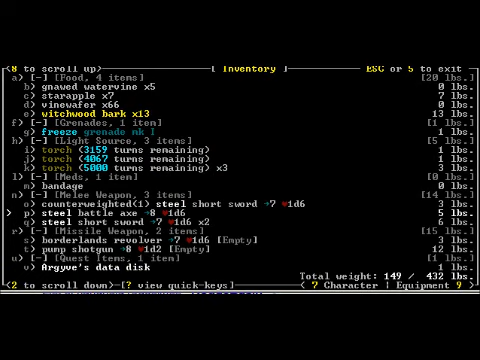 <8 to scroll up> [ Inventory ] ESC or 5 to exit
a) [-] [Food, 4 items] [20 lbs.]
b) gnawed watervine x5 0 lbs.
c) starapple x7 7 lbs.
d) vinewafer x66 0 lbs.
e) witchwood bark x13 13 lbs.
f) [-] [Grenades, 1 item] [1 lbs.]
g) freeze grenade mk I 1 lbs.
h) [-] [Light Source, 3 items] [5 lbs.]
i) torch (3159 turns remaining) 1 lbs.
j) torch (4067 turns remaining) 1 lbs.
k) torch (5000 turns remaining) x3 3 lbs.
l) [-] [Meds, 1 item] [0 lbs.]
m) bandage 0 lbs.
n) [-] [Melee Weapon, 3 items] [14 lbs.]
o) counterweighted(1) steel short sword →7 ♥1d6 3 lbs.
> p) steel battle axe →8 ♥1d6 5 lbs.
q) steel short sword →7 ♥1d6 x2 6 lbs.
r) [-] [Missile Weapon, 2 items] [15 lbs.]
s) borderlands revolver →7 ♥1d6 [Empty] 3 lbs.
t) pump shotgun →8 ♥1d2 [Empty] 12 lbs.
u) [-] [Quest Items, 1 item] [1 lbs.]
v) Argyve's data disk 1 lbs.
Total weight: 149 / 432 lbs.
<2 to scroll down> [? view quick-keys] < 7 Character | Equipment 9 >